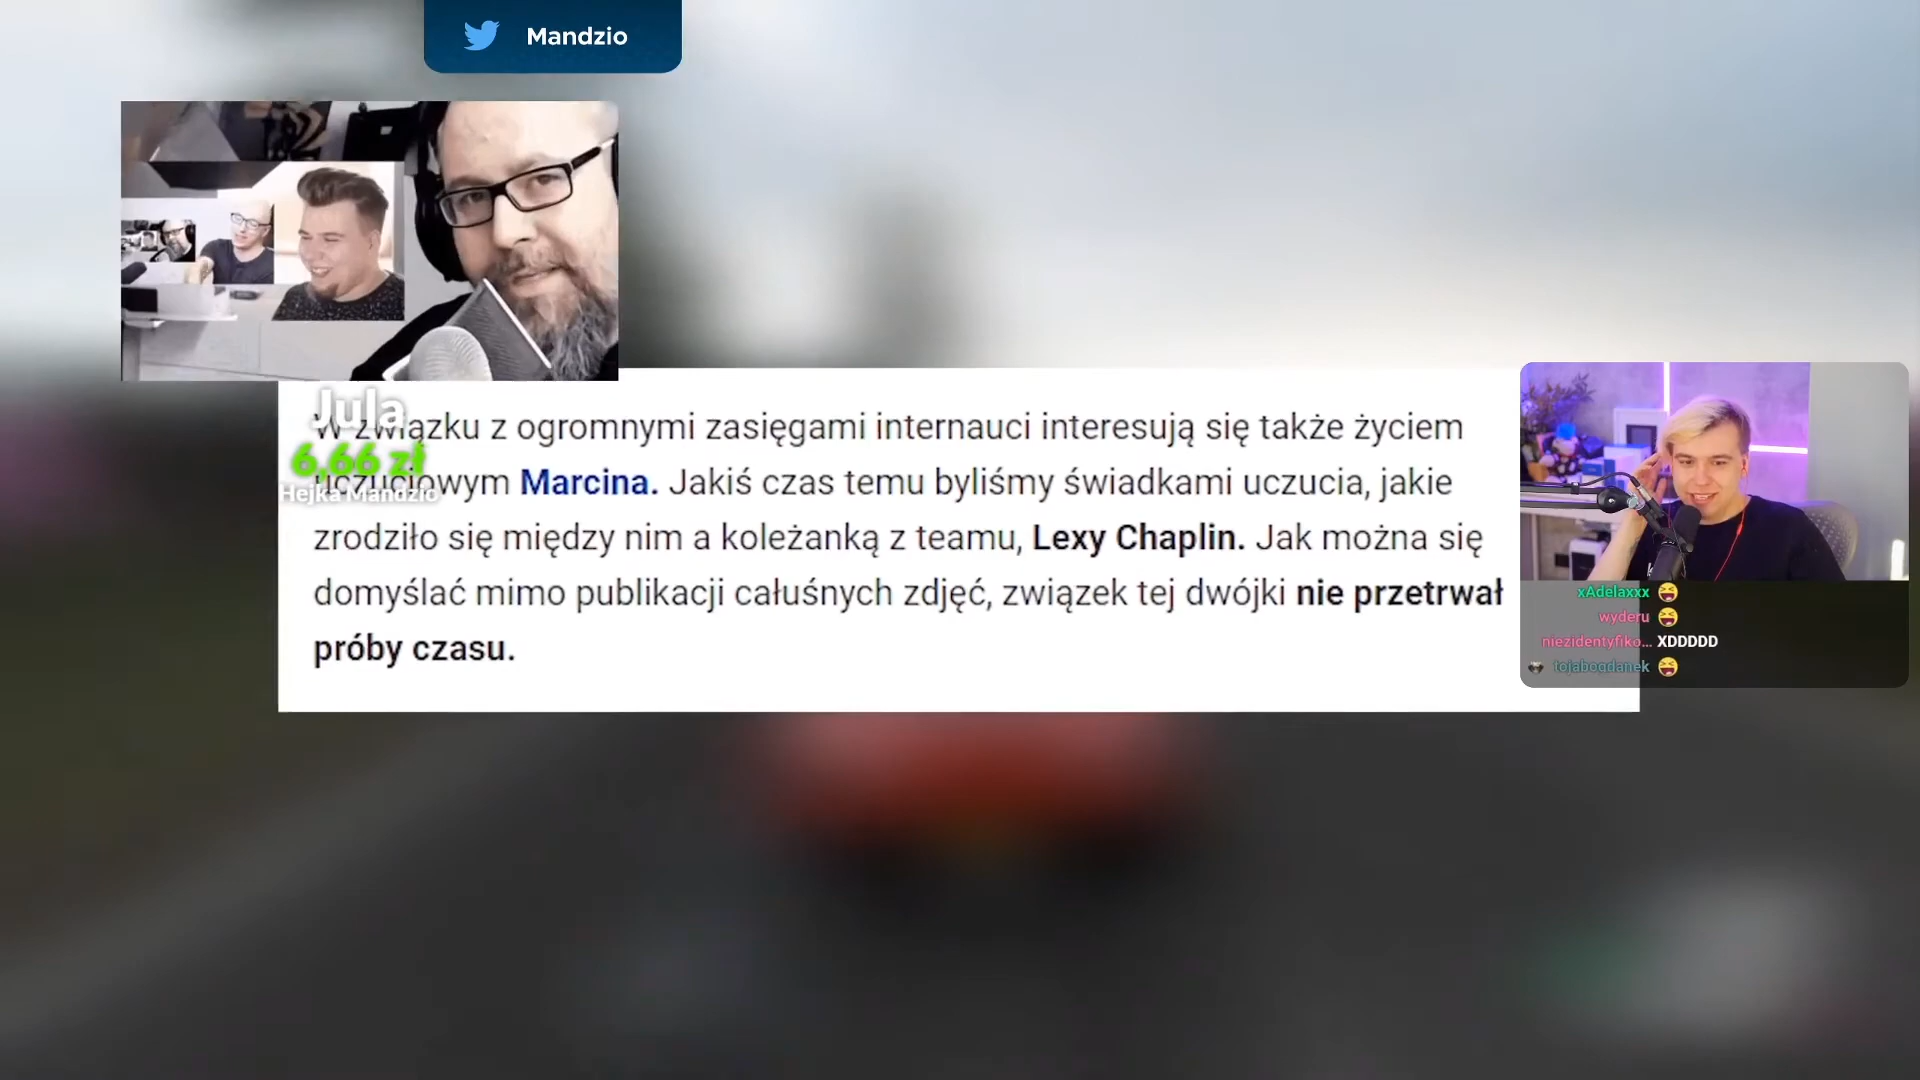 Mandzio
Jula
6,66 zł
Hejka Mandzio
W związku z ogromnymi zasięgami internauci interesują się także życiem
uczuciowym Marcina. Jakiś czas temu byliśmy świadkami uczucia, jakie
zrodziło się między nim a koleżanką z teamu, Lexy Chaplin. Jak można się
domyślać mimo publikacji całuśnych zdjęć, związek tej dwójki nie przetrwał
próby czasu.
xAdelaxxx
wyderu
niezidentyfiko... XDDDDD
tojabogdanek